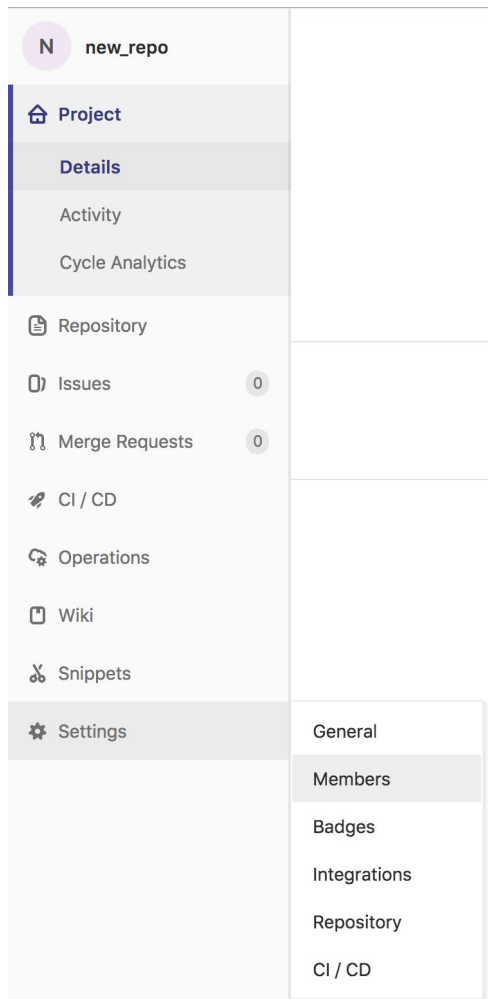 N new_repo
Project
Details
Activity
Cycle Analytics
Repository
Issues 0
Merge Requests 0
CI / CD
Operations
Wiki
Snippets
Settings
General
Members
Badges
Integrations
Repository
CI / CD